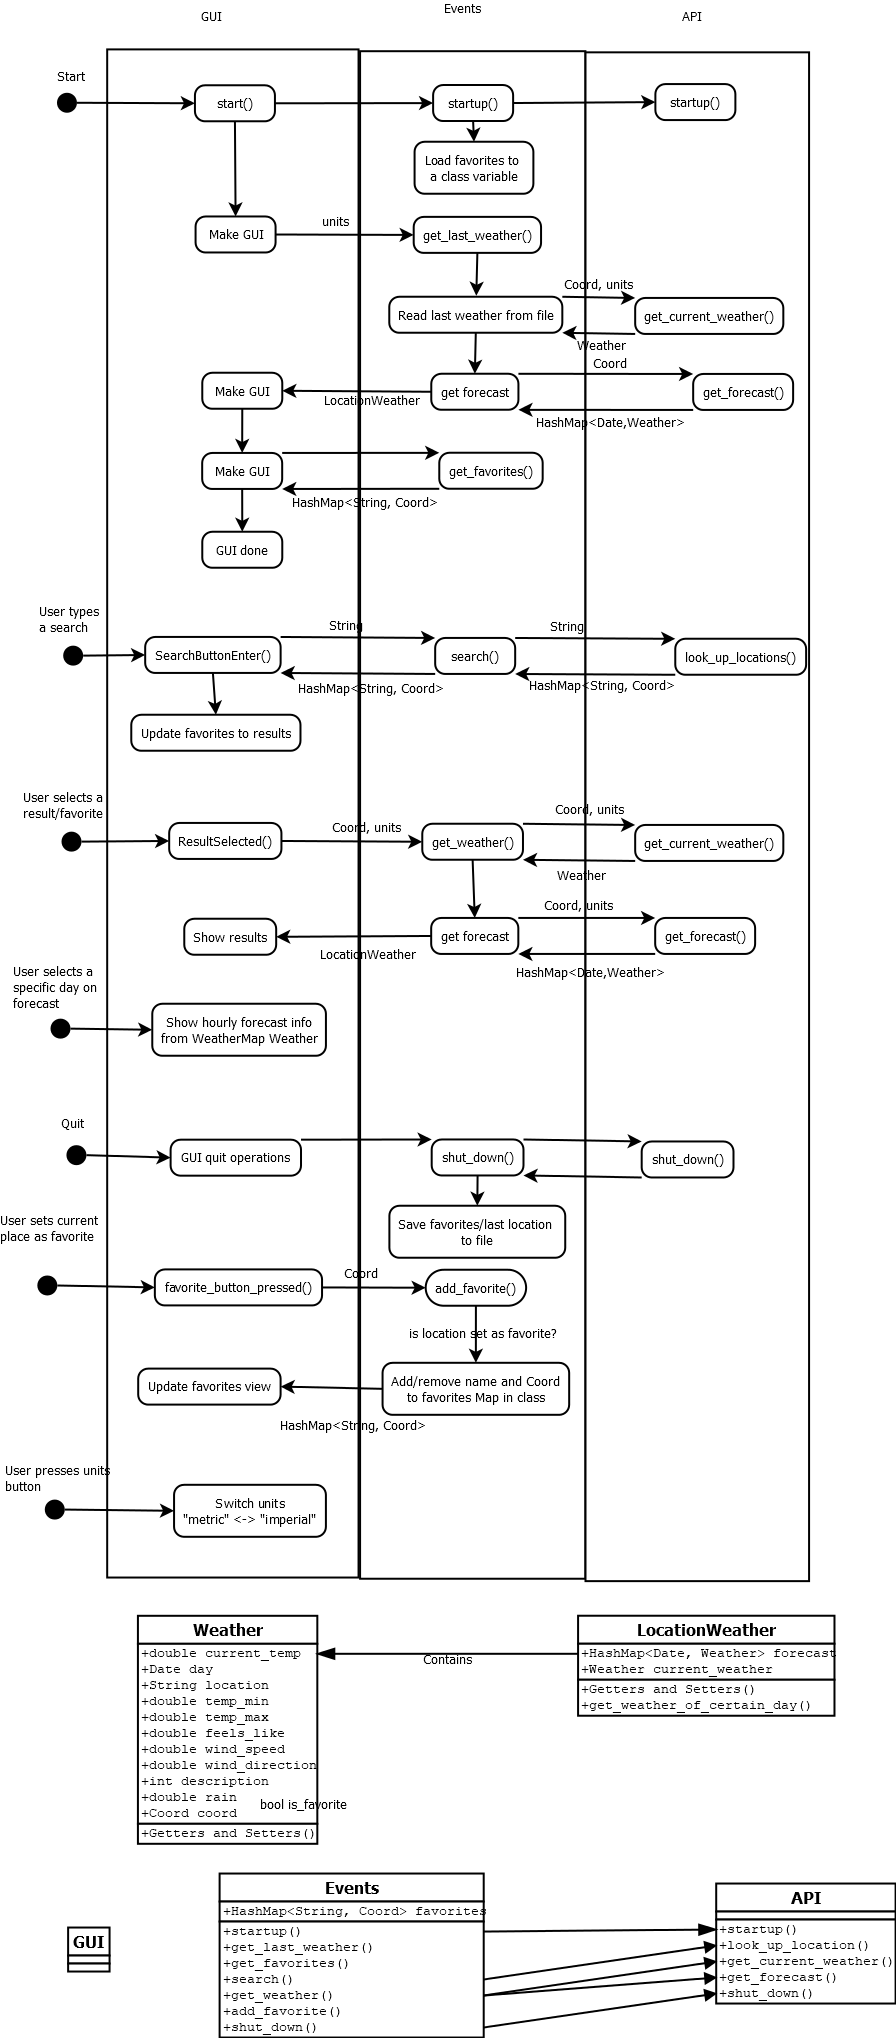 GUI
Events
API
Start
start()
startup()
startup()
Load favorites to
a class variable
Make GUI
units
get_last_weather()
Coord, units
Read last weather from file
get_current_weather()
Weather
Coord
Make GUI
LocationWeather
get forecast
get_forecast()
HashMap<Date,Weather>
Make GUI
get_favorites()
HashMap<String, Coord>
GUI done
User types
a search
String
String
SearchButtonEnter()
search()
look_up_locations()
HashMap<String, Coord>
HashMap<String, Coord>
Update favorites to results
User selects a
result/favorite
Coord, units
Coord, units
ResultSelected()
get_weather()
get_current_weather()
Weather
Coord, units
Show results
LocationWeather
get forecast
get_forecast()
HashMap<Date,Weather>
User selects a
specific day on
forecast
Show hourly forecast info
from WeatherMap Weather
Quit
GUI quit operations
shut_down()
shut_down()
Save favorites/last location
to file
User sets current
place as favorite
favorite_button_pressed()
Coord
add_favorite()
is location set as favorite?
Update favorites view
Add/remove name and Coord
to favorites Map in class
HashMap<String, Coord>
User presses units
button
Switch units
"metric" <-> "imperial"
Weather
+double current_temp
+Date day
+String location
+double temp_min
+double temp_max
+double feels_like
+double wind_speed
+double wind_direction
+int description
+double rain
+Coord coord
bool is_favorite
+Getters and Setters()
Contains
LocationWeather
+HashMap<Date, Weather> forecast
+Weather current_weather
+Getters and Setters()
+get_weather_of_certain_day()
GUI
Events
+HashMap<String, Coord> favorites
+startup()
+get_last_weather()
+get_favorites()
+search()
+get_weather()
+add_favorite()
+shut_down()
API
+startup()
+look_up_location()
+get_current_weather()
+get_forecast()
+shut_down()